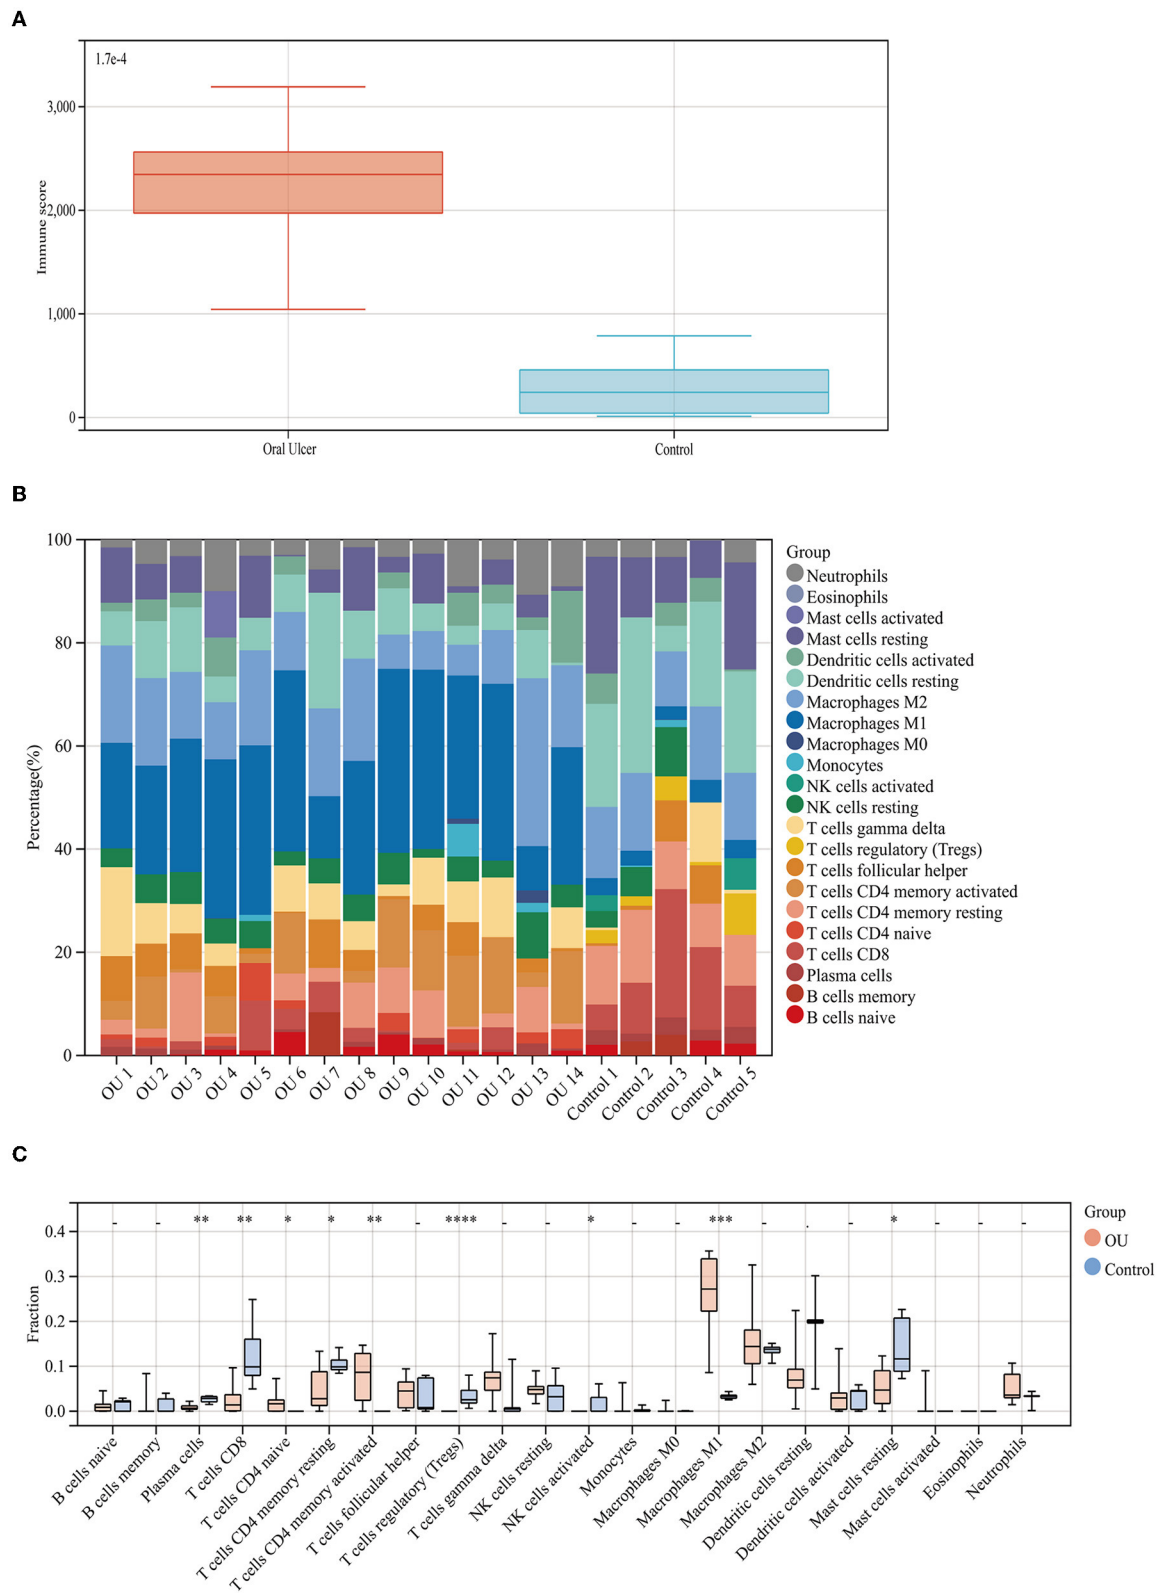 A
1.7e-4
3,000
2,000
1,000
0
Immune score
Oral Ulcer
Control
B
100
80
60
40
20
0
Percentage(%)
OU 1
OU 2
OU 3
OU 4
OU 5
OU 6
OU 7
OU 8
OU 9
OU 10
OU 11
OU 12
OU 13
OU 14
Control 1
Control 2
Control 3
Control 4
Control 5
Group
Neutrophils
Eosinophils
Mast cells activated
Mast cells resting
Dendritic cells activated
Dendritic cells resting
Macrophages M2
Macrophages M1
Macrophages M0
Monocytes
NK cells activated
NK cells resting
T cells gamma delta
T cells regulatory (Tregs)
T cells follicular helper
T cells CD4 memory activated
T cells CD4 memory resting
T cells CD4 naive
T cells CD8
Plasma cells
B cells memory
B cells naive
C
- - ** ** * * ** - **** - - * - - *** - . - * - - -
0.4
0.3
0.2
0.1
0.0
Fraction
B cells naive
B cells memory
Plasma cells
T cells CD8
T cells CD4 naive
T cells CD4 memory resting
T cells CD4 memory activated
T cells follicular helper
T cells regulatory (Tregs)
T cells gamma delta
NK cells resting
NK cells activated
Monocytes
Macrophages M0
Macrophages M1
Macrophages M2
Dendritic cells resting
Dendritic cells activated
Mast cells resting
Mast cells activated
Eosinophils
Neutrophils
Group
OU
Control